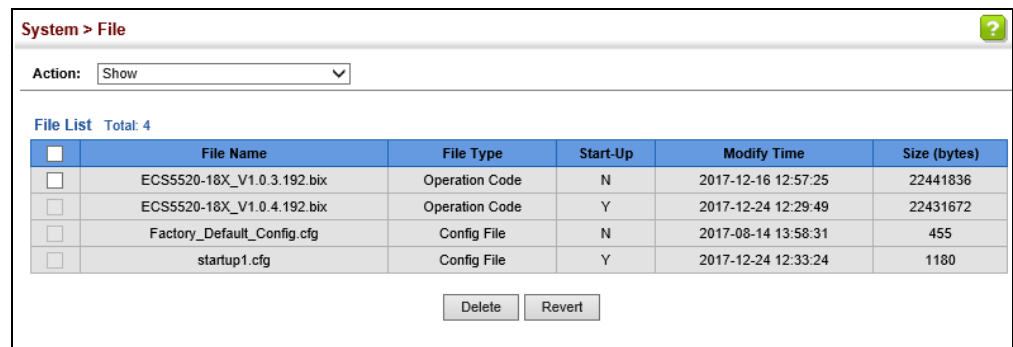 System > File
?
Action: Show
File List Total: 4
File Name File Type Start-Up Modify Time Size (bytes)
ECS5520-18X_V1.0.3.192.bix Operation Code N 2017-12-16 12:57:25 22441836
ECS5520-18X_V1.0.4.192.bix Operation Code Y 2017-12-24 12:29:49 22431672
Factory_Default_Config.cfg Config File N 2017-08-14 13:58:31 455
startup1.cfg Config File Y 2017-12-24 12:33:24 1180
Delete Revert